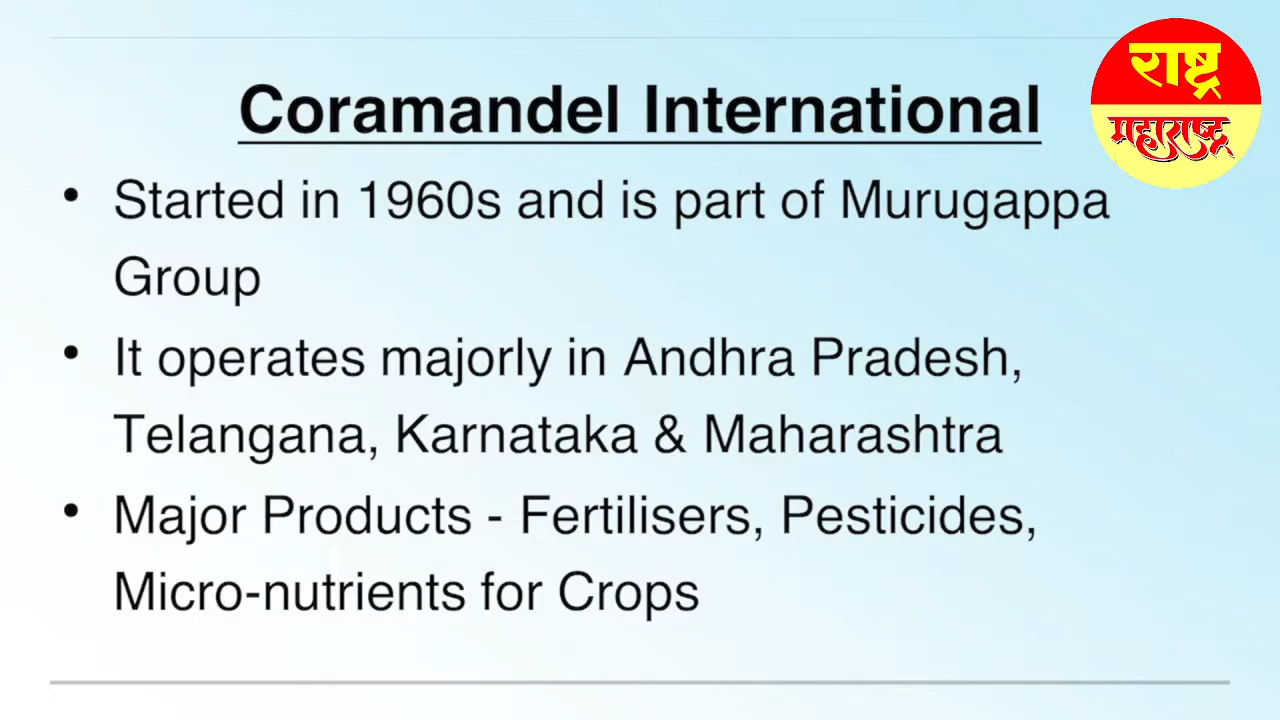 राष्ट्र
महाराष्ट्र
Coramandel International
• Started in 1960s and is part of Murugappa
Group
• It operates majorly in Andhra Pradesh,
Telangana, Karnataka & Maharashtra
• Major Products - Fertilisers, Pesticides,
Micro-nutrients for Crops